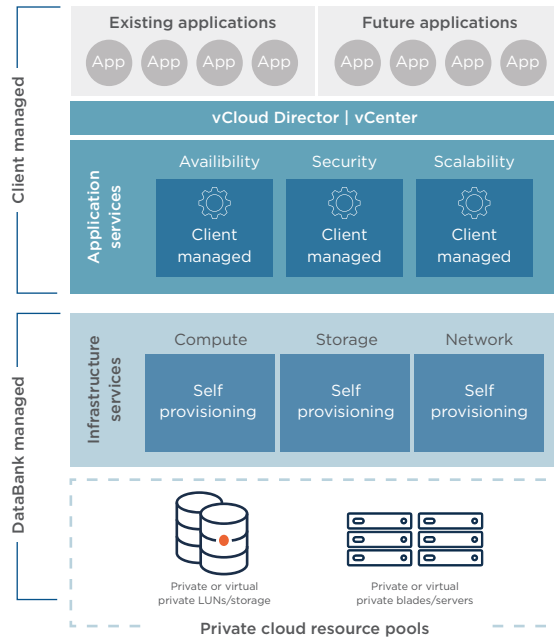 Existing applications
Future applications
App App App App
App App App App
Client managed
vCloud Director | vCenter
Application
services
Availibility
Security
Scalability
Client
managed
Client
managed
Client
managed
DataBank managed
Infrastructure
services
Compute
Storage
Network
Self
provisioning
Self
provisioning
Self
provisioning
Private or virtual
private LUNs/storage
Private or virtual
private blades/servers
Private cloud resource pools